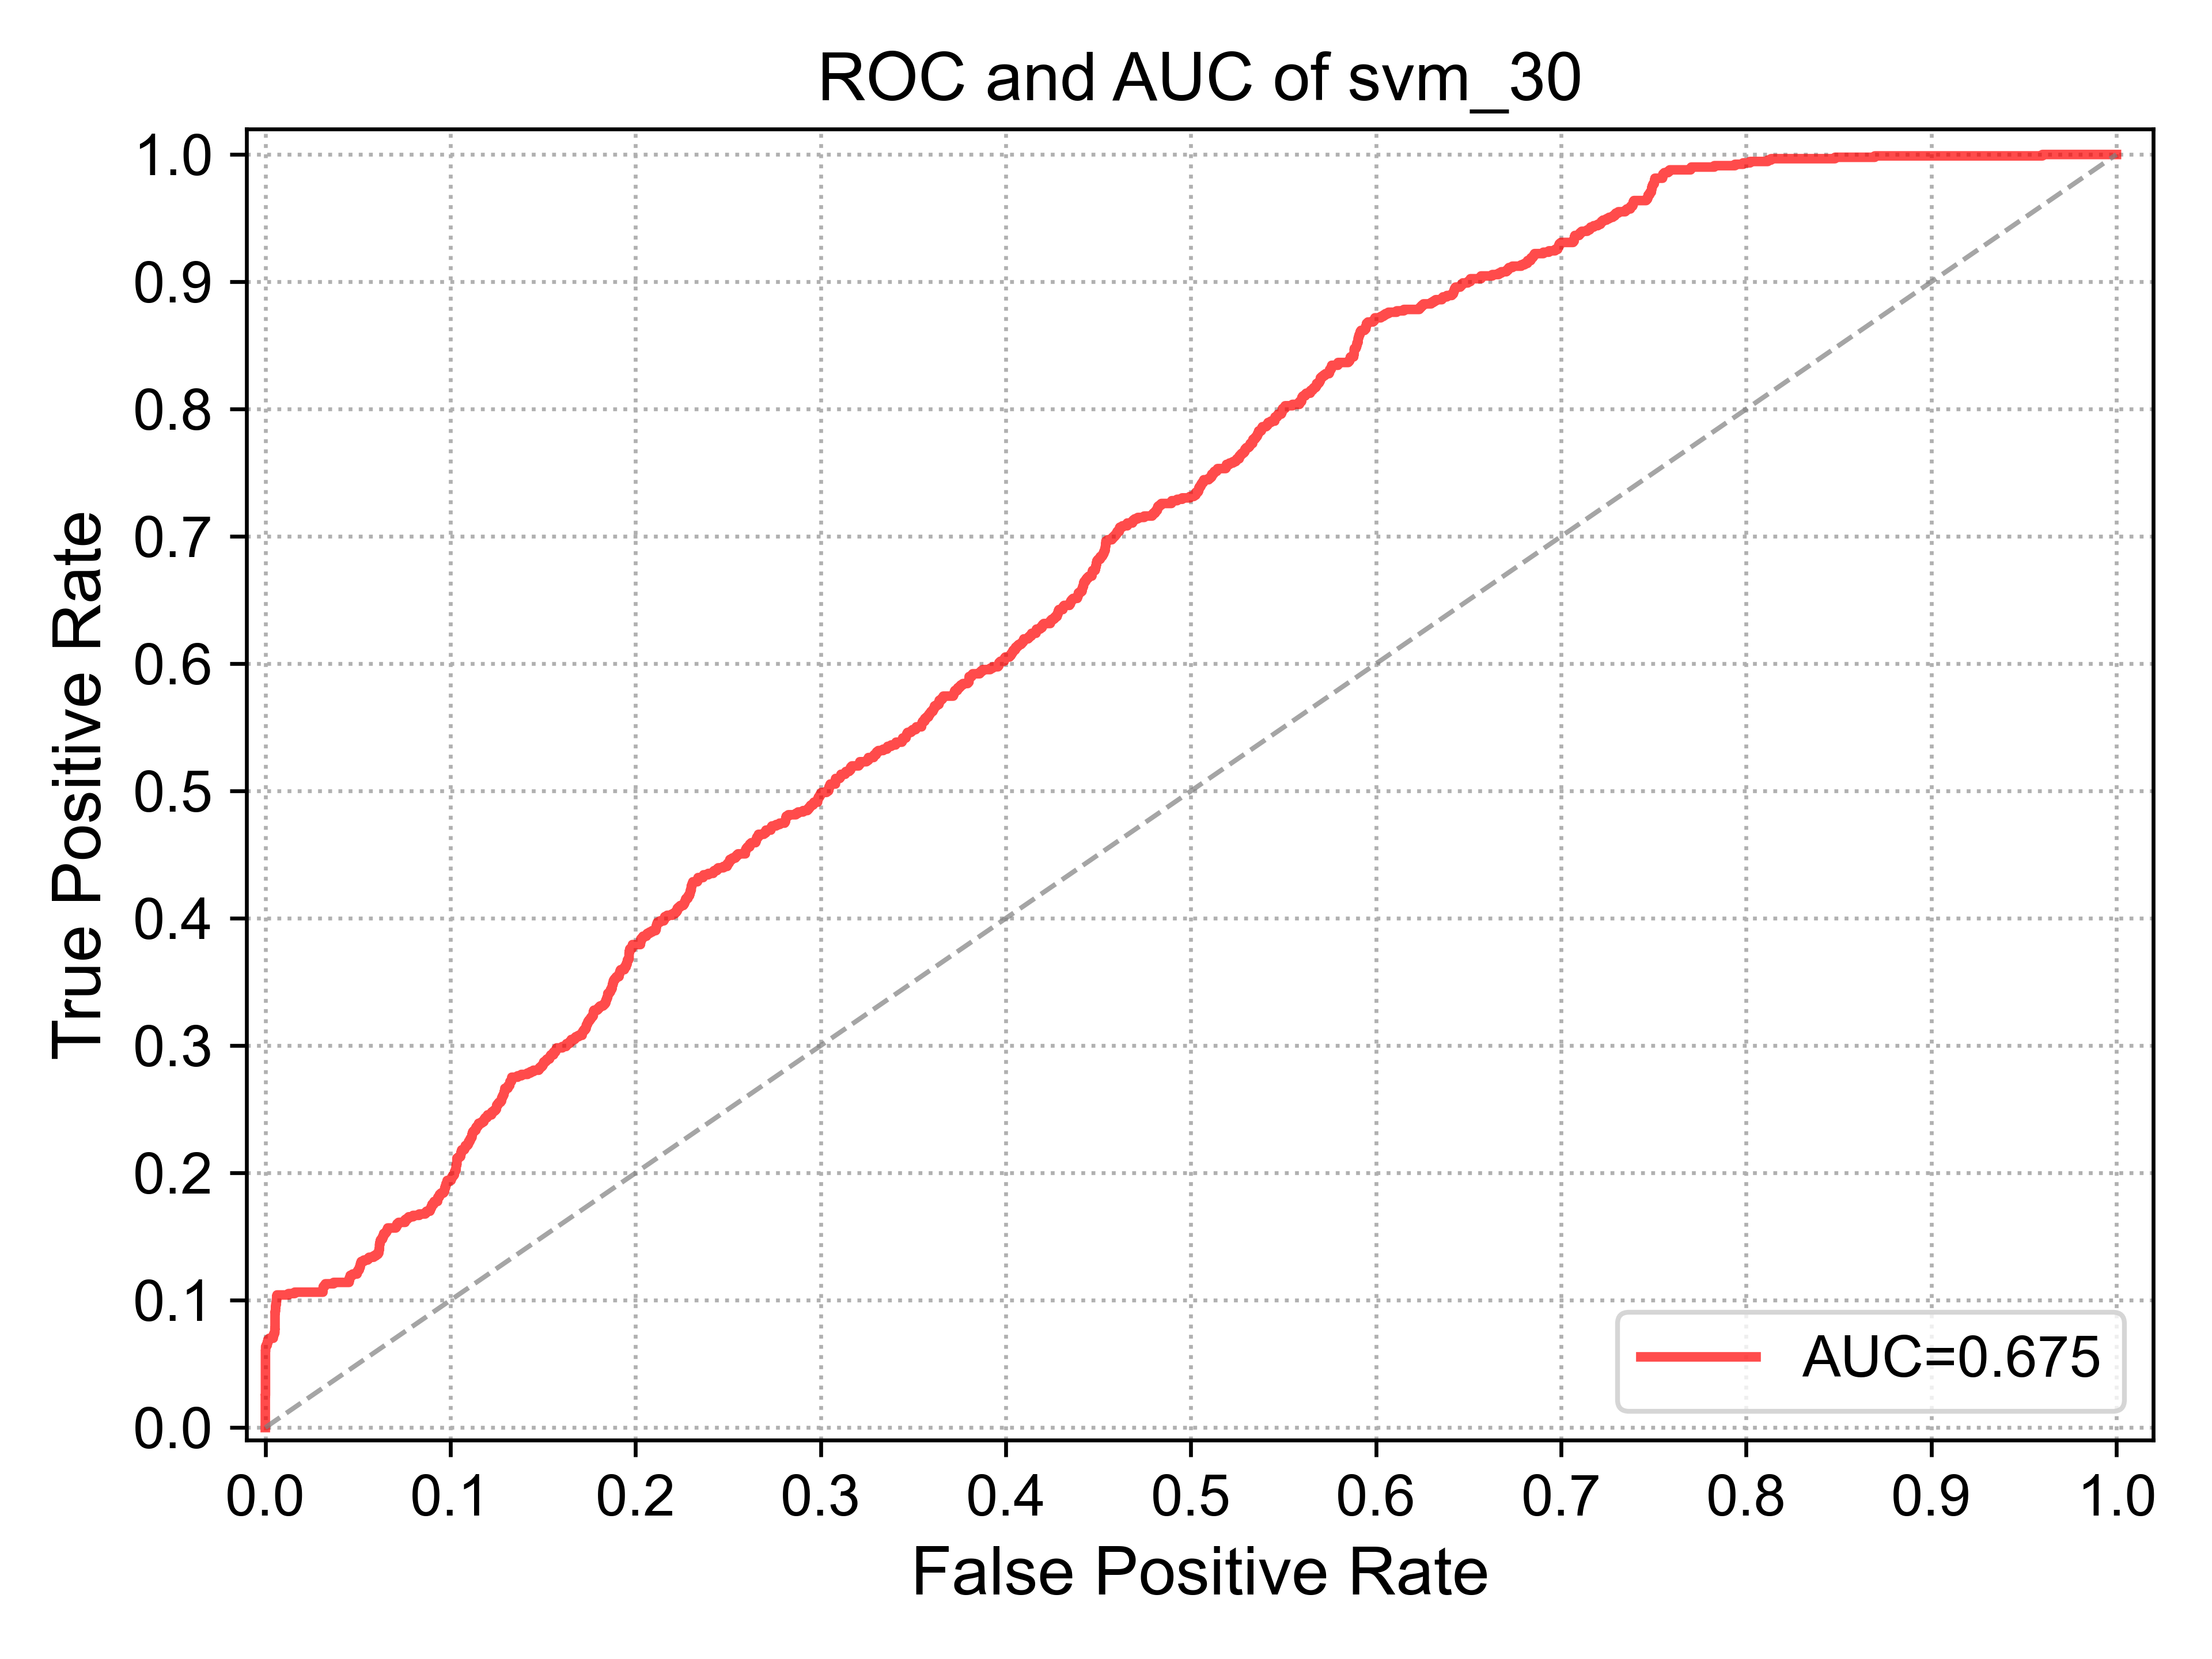 ROC and AUC of svm_30
True Positive Rate
1.0
0.9
0.8
0.7
0.6
0.5
0.4
0.3
0.2
0.1
0.0
AUC=0.675
0.0 0.1 0.2 0.3 0.4 0.5 0.6 0.7 0.8 0.9 1.0
False Positive Rate